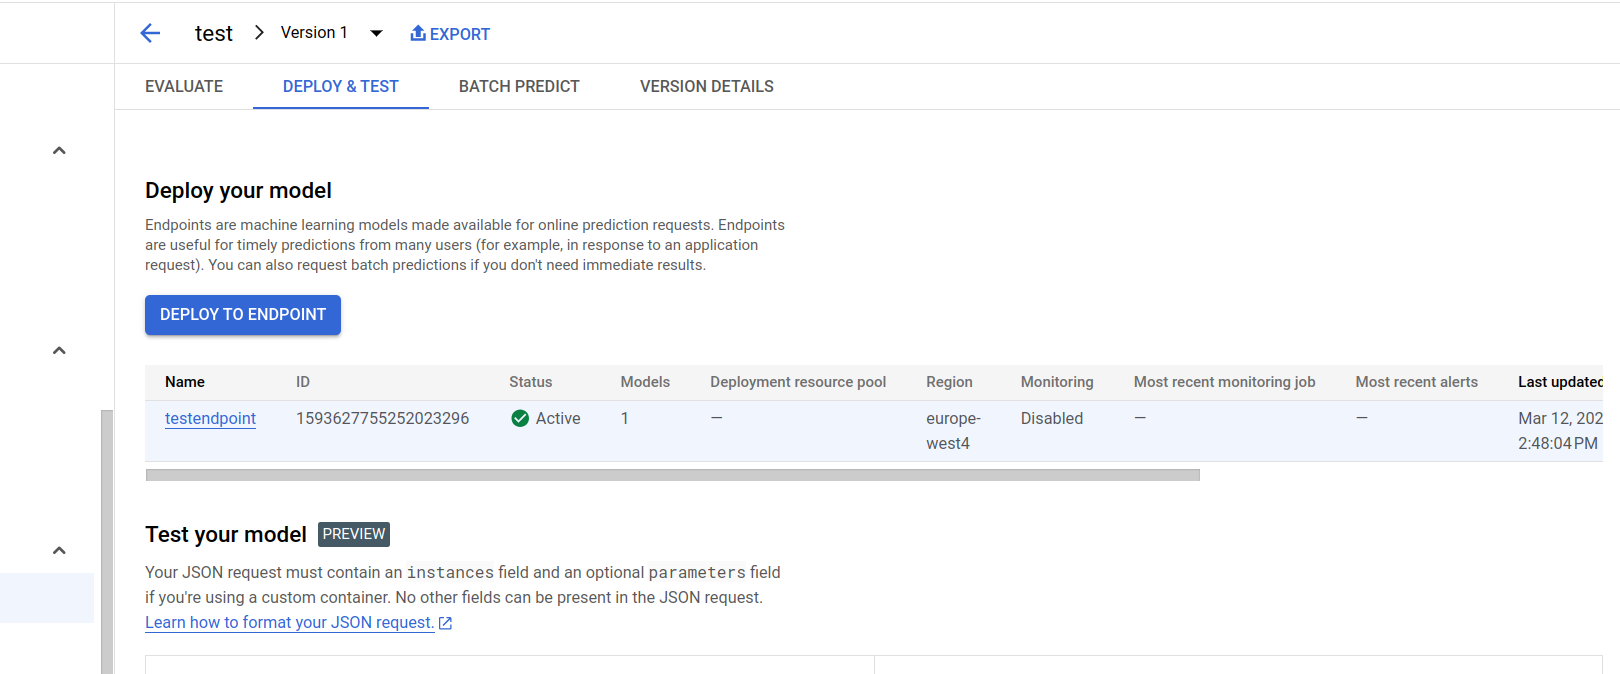 test > Version 1 EXPORT
EVALUATE DEPLOY & TEST BATCH PREDICT VERSION DETAILS
Deploy your model
Endpoints are machine learning models made available for online prediction requests. Endpoints
are useful for timely predictions from many users (for example, in response to an application
request). You can also request batch predictions if you don't need immediate results.
DEPLOY TO ENDPOINT
Name ID Status Models Deployment resource pool Region Monitoring Most recent monitoring job Most recent alerts Last updated
testendpoint 1593627755252023296 Active 1 — europe- Disabled — — Mar 12, 202
west4 2:48:04 PM
Test your model PREVIEW
Your JSON request must contain an instances field and an optional parameters field
if you're using a custom container. No other fields can be present in the JSON request.
Learn how to format your JSON request.